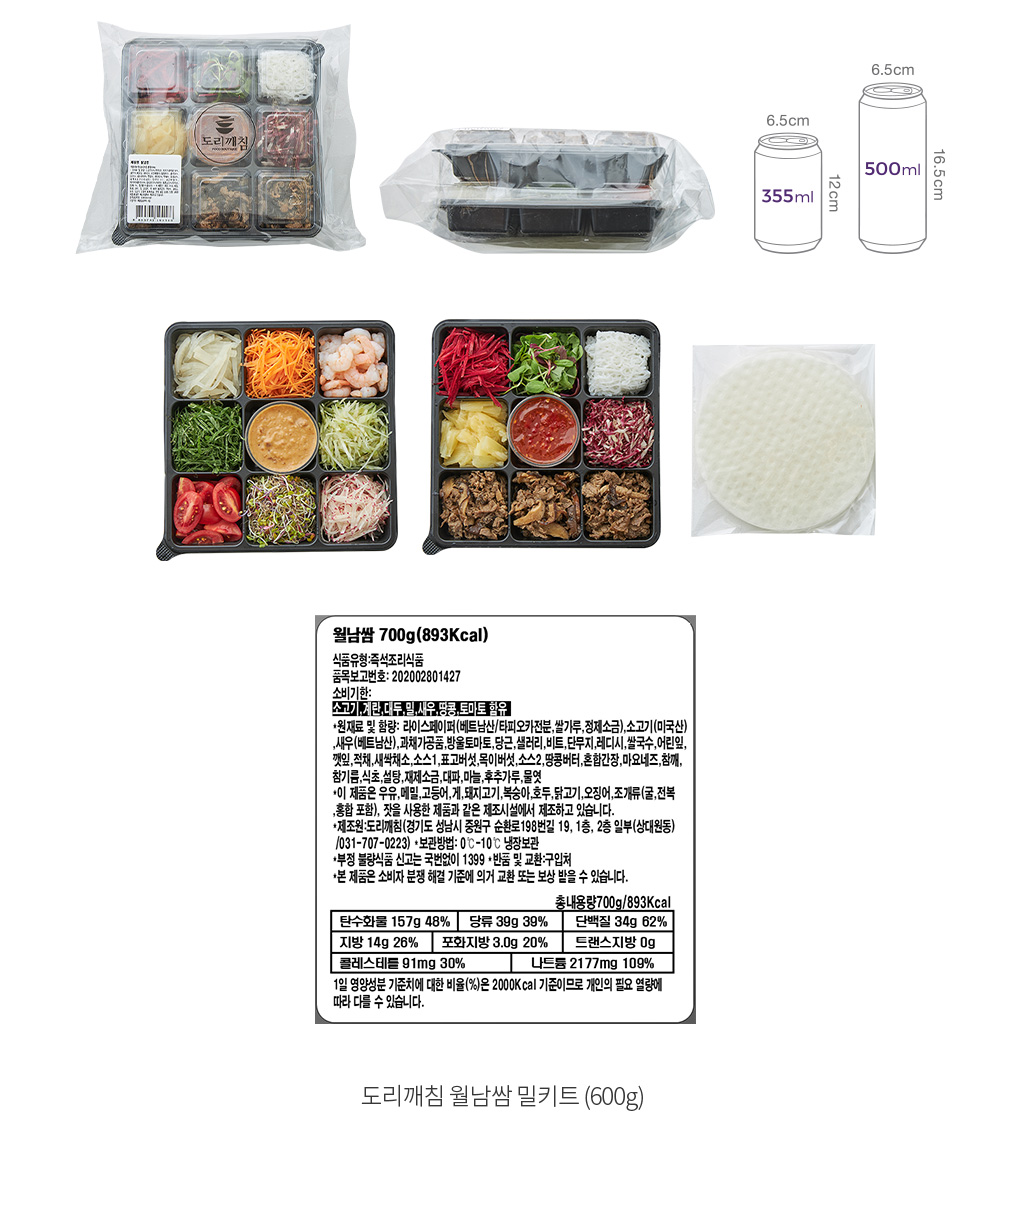 도리깨침
6.5cm
6.5cm
355ml
12cm
500ml
16.5cm
월남쌈 700g(893Kcal)
식품유형:즉석조리식품
품목보고번호: 202002801427
소비기한:
소고기,계란,대두,밀,새우,땅콩,토마토 함유
*원재료 및 함량: 라이스페이퍼(베트남산/타피오카전분,쌀가루,정제소금),소고기(미국산)
,새우(베트남산),과채가공품,방울토마토,당근,샐러리,비트,단무지,레디시,쌀국수,어린잎,
깻잎,적채,새싹채소,소스1,표고버섯,목이버섯,소스2,땅콩버터,혼합간장,마요네즈,참깨,
참기름,식초,설탕,재제소금,대파,마늘,후추가루,물엿
*이 제품은 우유,메밀,고등어,게,돼지고기,복숭아,호두,닭고기,오징어,조개류(굴,전복
,홍합 포함), 잣을 사용한 제품과 같은 제조시설에서 제조하고 있습니다.
*제조원:도리깨침(경기도 성남시 중원구 순환로198번길 19, 1층, 2층 일부(상대원동)
/031-707-0223) *보관방법: 0℃-10℃ 냉장보관
*부정 불량식품 신고는 국번없이 1399 *반품 및 교환:구입처
*본 제품은 소비자 분쟁 해결 기준에 의거 교환 또는 보상 받을 수 있습니다.
총내용량700g/893Kcal
탄수화물 157g 48% 당류 39g 39% 단백질 34g 62%
지방 14g 26% 포화지방 3.0g 20% 트랜스지방 0g
콜레스테롤 91mg 30% 나트륨 2177mg 109%
1일 영양성분 기준치에 대한 비율(%)은 2000Kcal 기준이므로 개인의 필요 열량에
따라 다를 수 있습니다.
도리깨침 월남쌈 밀키트 (600g)